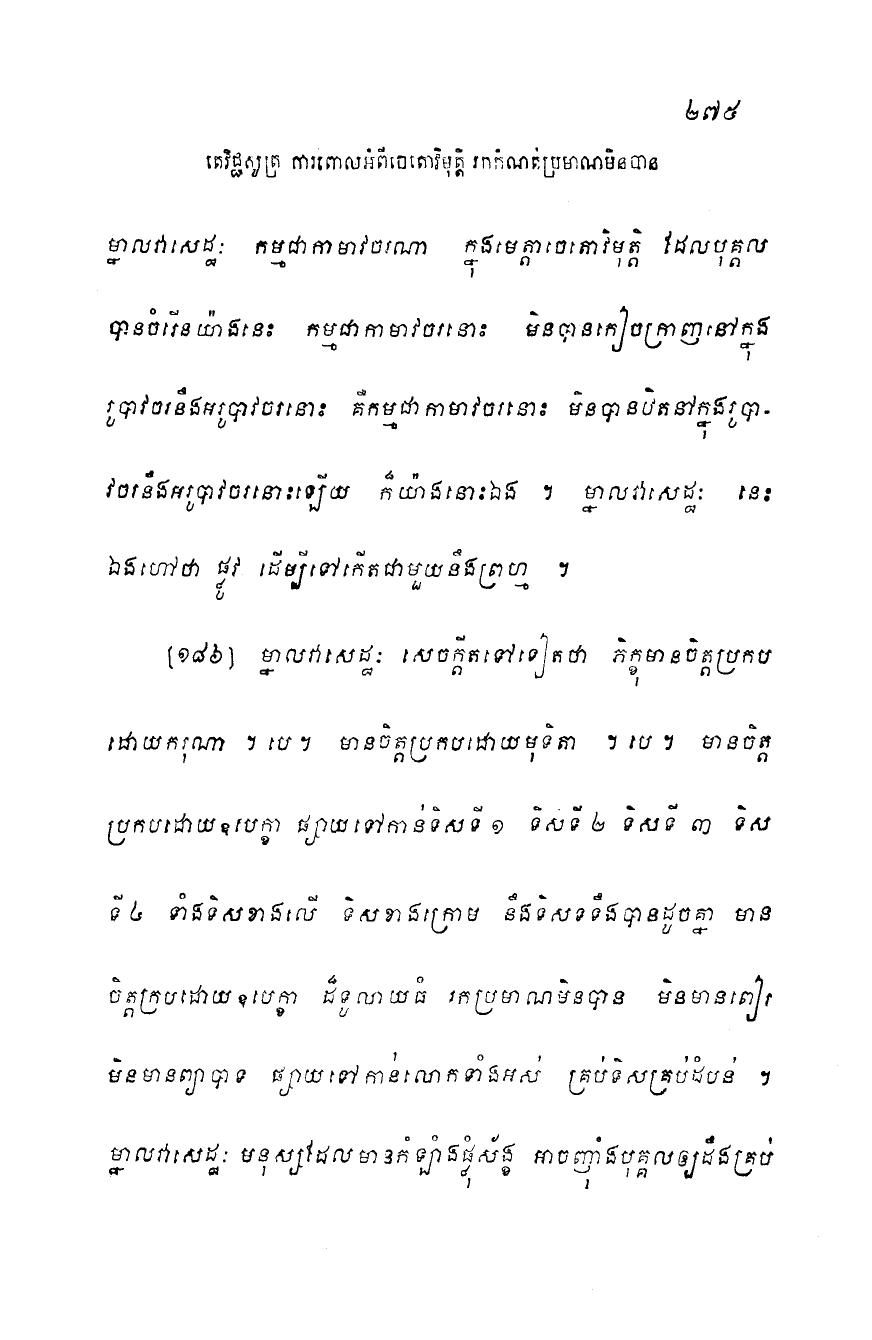 ២៧៥
តេវិជ្ជសូត្រ ការពោលអំពីចេតោវិមុត្តិ រកកំណត់ប្រមាណមិនបាន
ម្នាលវាសេដ្ឋៈ កម្មជាកាមាវចរណា ក្នុងមេត្តាចេតោវិមុត្តិ ដែលបុគ្គល
បានចំរើនយ៉ាងនេះ កម្មជាកាមាវចរនោះ មិនបានកៀចក្រាញនៅក្នុង
រូបាវចរនឹងអរូបាវចរនោះ គឺកម្មជាកាមាវចរនោះ មិនបានឋិតនៅក្នុងរូបា-
វចរនឹងអរូបាវចរនោះឡើយ ក៏យ៉ាងនោះឯង ។ ម្នាលវាសេដ្ឋៈ នេះ
ឯងហៅថា ផ្លូវ ដើម្បីទៅកើតជាមួយនឹងព្រហ្ម ។
[១៨៦] ម្នាលវាសេដ្ឋៈ សេចក្តីតទៅទៀតថា ភិក្ខុមានចិត្តប្រកប
ដោយករុណា ។ បេ ។ មានចិត្តប្រកបដោយមុទិតា ។ បេ ។ មានចិត្ត
ប្រកបដោយឧបេក្ខា ផ្សាយទៅកាន់ទិសទី ១ ទិសទី ២ ទិសទី ៣ ទិស
ទី ៤ ទាំងទិសខាងលើ ទិសខាងក្រោម នឹងទិសទទឹងបានដូចគ្នា មាន
ចិត្តក្របដោយឧបេក្ខា ដ៏ទូលាយធំ រកប្រមាណមិនបាន មិនមានពៀរ
មិនមានព្យាបាទ ផ្សាយទៅកាន់លោកទាំងអស់ គ្រប់ទិសគ្រប់ដំបន់ ។
ម្នាលវាសេដ្ឋៈ មនុស្សដែលមានកំឡាំងផ្លុំស័ង្ខ អាចញ៉ាំងបុគ្គលឲ្យដឹងគ្រប់